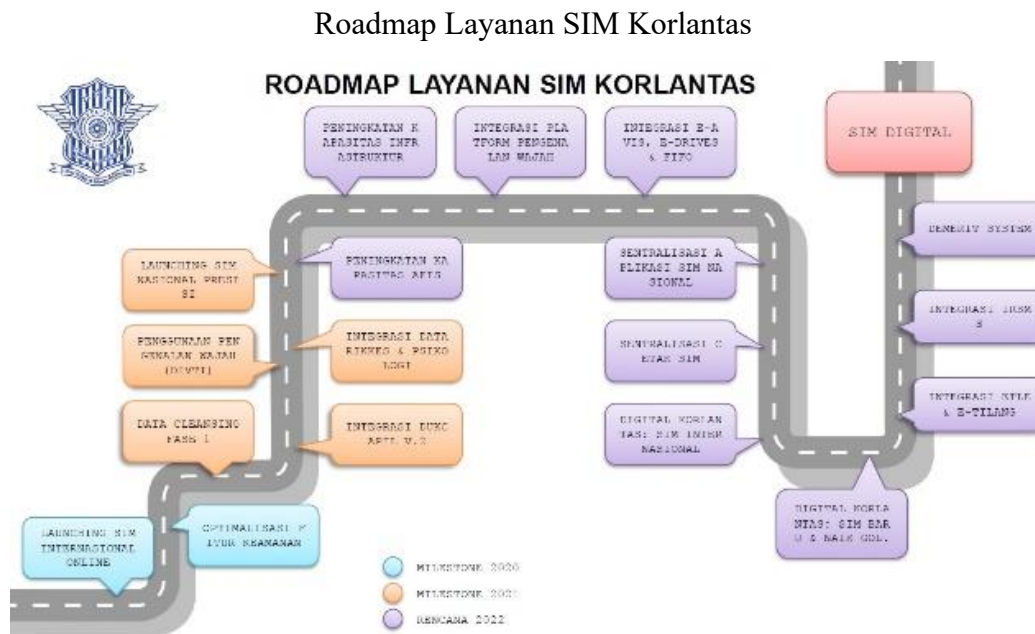 Roadmap Layanan SIM Korlantas
ROADMAP LAYANAN SIM KORLANTAS
PENINGKATAN K
APASITAS INFR
ASTRUKTUR
INTEGRASI PLA
TFORM PENGENA
LAN WAJAH
INTEGRASI E-A
VIS, E-DRIVES
& FIFO
SIM DIGITAL
LAUNCHING SIM
NASIONAL PRESI
SI
PENINGKATAN KA
PASITAS AFIS
SENTRALISASI A
PLIKASI SIM NA
SIONAL
DEMERIT SYSTEM
PENGGUNAAN PEN
GENALAN WAJAH
(DIVTI)
INTEGRASI DATA
RIKKES & PSIKO
LOGI
SENTRALISASI C
ETAK SIM
INTEGRASI IRSM
S
DATA CLEANSING
FASE 1
INTEGRASI DUKC
APIL V.2
DIGITAL KORLAN
TAS: SIM INTER
NASIONAL
INTEGRASI ETLE
& E-TILANG
LAUNCHING SIM
INTERNASIONAL
ONLINE
OPTIMALISASI F
ITUR KEAMANAN
DIGITAL KORLA
NTAS: SIM BAR
U & NAIK GOL.
MILESTONE 2020
MILESTONE 2021
RENCANA 2022